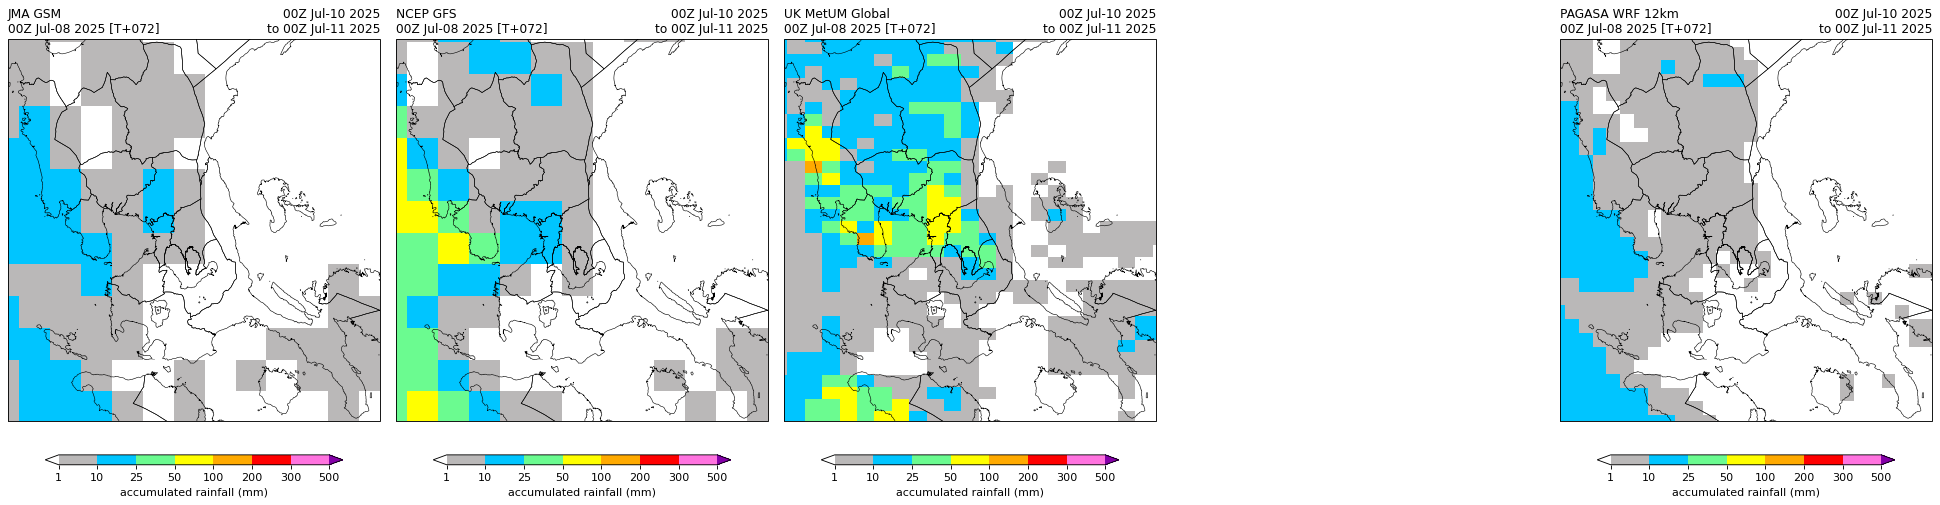 JMA GSM 00Z Jul-10 2025
00Z Jul-08 2025 [T+072] to 00Z Jul-11 2025
1 10 25 50 100 200 300 500
accumulated rainfall (mm)
NCEP GFS 00Z Jul-10 2025
00Z Jul-08 2025 [T+072] to 00Z Jul-11 2025
1 10 25 50 100 200 300 500
accumulated rainfall (mm)
UK MetUM Global 00Z Jul-10 2025
00Z Jul-08 2025 [T+072] to 00Z Jul-11 2025
1 10 25 50 100 200 300 500
accumulated rainfall (mm)
PAGASA WRF 12km 00Z Jul-10 2025
00Z Jul-08 2025 [T+072] to 00Z Jul-11 2025
1 10 25 50 100 200 300 500
accumulated rainfall (mm)